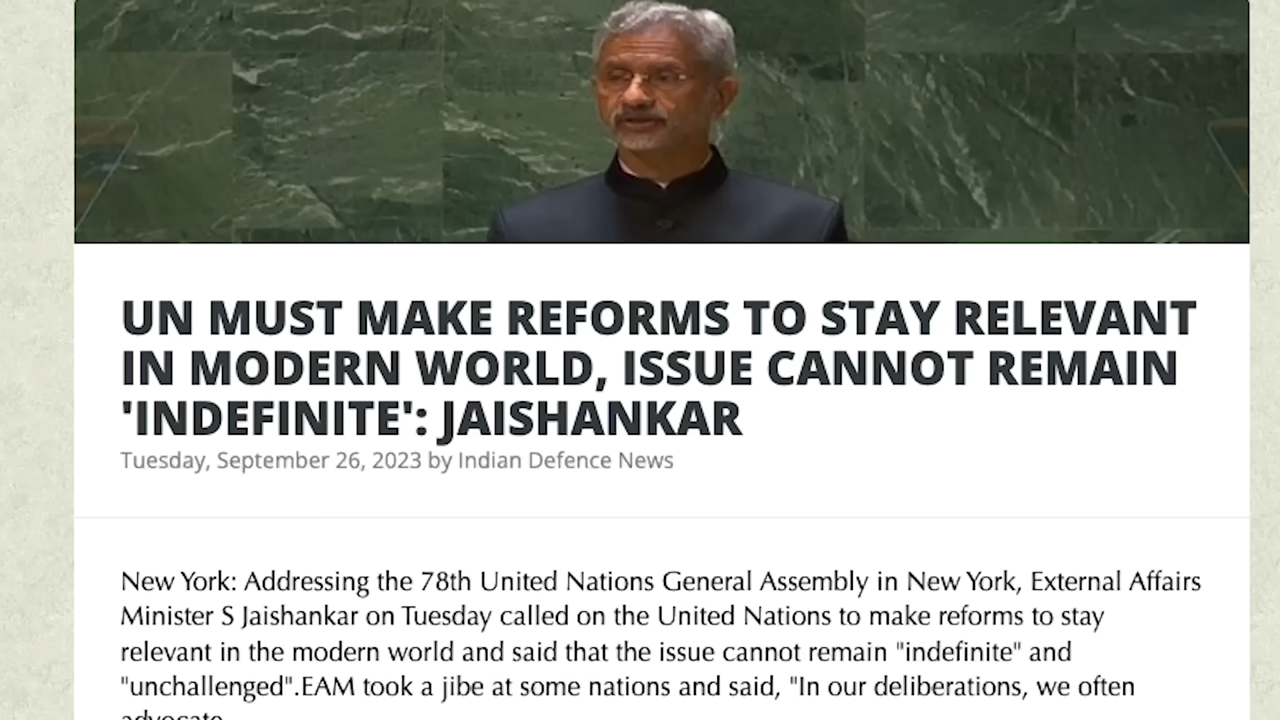 UN MUST MAKE REFORMS TO STAY RELEVANT
IN MODERN WORLD, ISSUE CANNOT REMAIN
'INDEFINITE': JAISHANKAR
Tuesday, September 26, 2023 by Indian Defence News
New York: Addressing the 78th United Nations General Assembly in New York, External Affairs
Minister S Jaishankar on Tuesday called on the United Nations to make reforms to stay
relevant in the modern world and said that the issue cannot remain "indefinite" and
"unchallenged".EAM took a jibe at some nations and said, "In our deliberations, we often
advocate